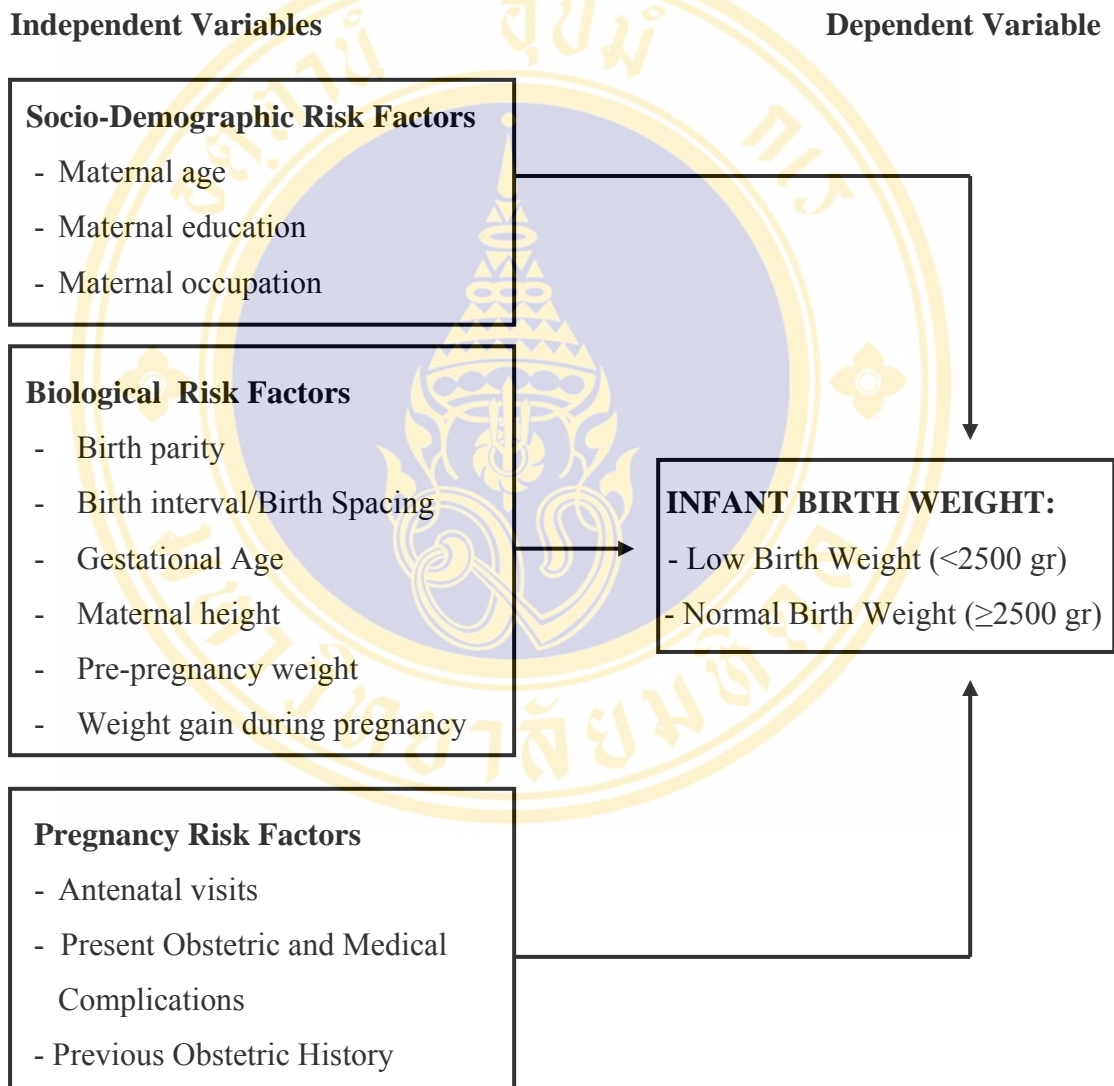 Independent Variables
Dependent Variable
Socio-Demographic Risk Factors
- Maternal age
- Maternal education
- Maternal occupation
Biological Risk Factors
- Birth parity
- Birth interval/Birth Spacing
- Gestational Age
- Maternal height
- Pre-pregnancy weight
- Weight gain during pregnancy
INFANT BIRTH WEIGHT:
- Low Birth Weight (<2500 gr)
- Normal Birth Weight (≥2500 gr)
Pregnancy Risk Factors
- Antenatal visits
- Present Obstetric and Medical
Complications
- Previous Obstetric History